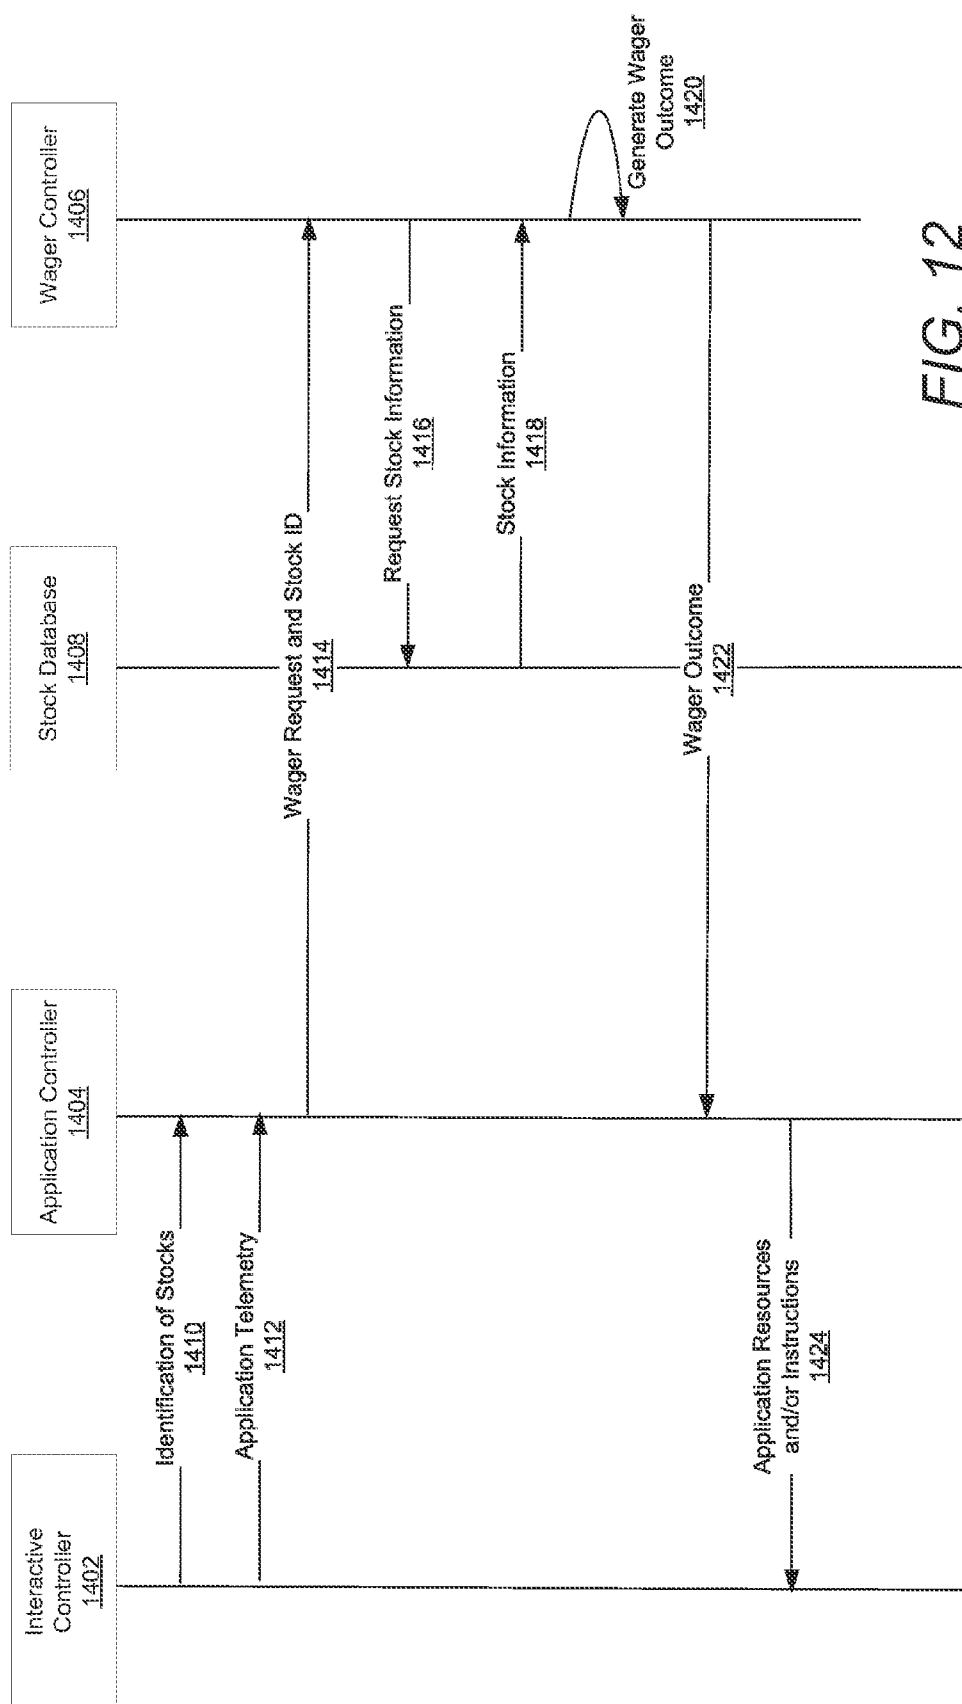 Interactive
Controller
1402
Application Controller
1404
Stock Database
1408
Wager Controller
1406
Identification of Stocks
1410
Application Telemetry
1412
Wager Request and Stock ID
1414
Request Stock Information
1416
Stock Information
1418
Generate Wager
Outcome
1420
Wager Outcome
1422
Application Resources
and/or Instructions
1424
FIG. 12